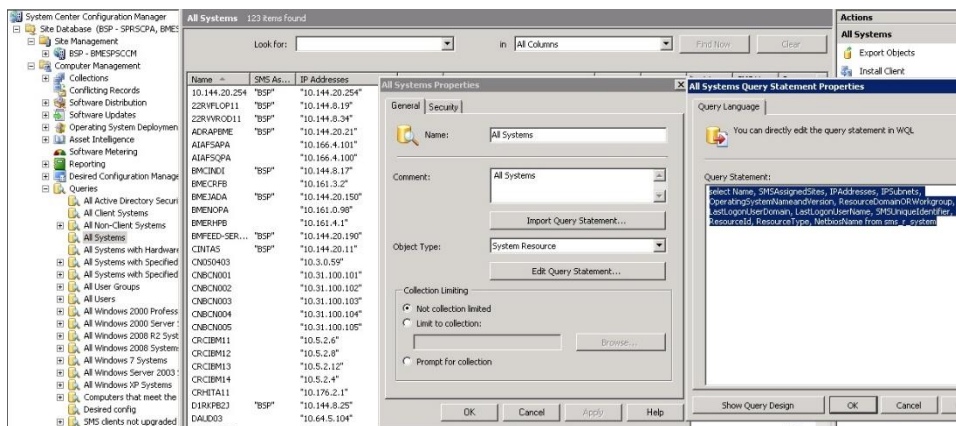 System Center Configuration Manager
Site Database (BSP - SPRSCPA, BMES
Site Management
BSP - BMESPSCCM
Computer Management
Collections
Conflicting Records
Software Distribution
Software Updates
Operating System Deploymen
Asset Intelligence
Software Metering
Reporting
Desired Configuration Manage
Queries
All Active Directory Securi
All Client Systems
All Non-Client Systems
All Systems
All Systems with Hardware
All Systems with Specified
All Systems with Specified
All User Groups
All Users
All Windows 2000 Profess
All Windows 2000 Server
All Windows 2008 R2 Syst
All Windows 2008 System
All Windows 7 Systems
All Windows Server 2003
All Windows XP Systems
Computers that meet the
Desired config
SMS clients not upgraded
All Systems 123 items found
Look for: in All Columns Find Now Clear
Name SMS As... IP Addresses
10.144.20.254 "BSP" "10.144.20.254"
22RVFLOP11 "BSP" "10.144.8.19"
22RVVROD11 "BSP" "10.144.8.34"
ADRAPBME "BSP" "10.144.20.21"
AIAFSAPA "10.166.4.101"
AIAFSQPA "10.166.4.100"
BMCINDI "BSP" "10.144.8.17"
BMECRFB "10.161.3.2"
BMEJADA "BSP" "10.144.20.150"
BMENOPA "10.161.0.98"
BMERHPB "10.161.4.1"
BMFEED-SER... "BSP" "10.144.20.190"
CINTAS "BSP" "10.144.20.11"
CN050403 "10.3.0.59"
CNBCN001 "10.31.100.101"
CNBCN002 "10.31.100.102"
CNBCN003 "10.31.100.103"
CNBCN004 "10.31.100.104"
CNBCN005 "10.31.100.105"
CRCIBM11 "10.5.2.6"
CRCIBM12 "10.5.2.8"
CRCIBM13 "10.5.2.12"
CRCIBM14 "10.5.2.4"
CRHITA11 "10.176.2.1"
D1RKPB2J "BSP" "10.144.8.25"
DAUD03 "10.64.5.104"
All Systems Properties
General Security
Name: All Systems
Comment: All Systems
Import Query Statement...
Object Type: System Resource
Edit Query Statement...
Collection Limiting
Not collection limited
Limit to collection:
Browse...
Prompt for collection
OK Cancel Apply Help
Actions
All Systems
Export Objects
Install Client
All Systems Query Statement Properties
Query Language
You can directly edit the query statement in WQL
Query Statement:
select Name, SMSAssignedSites, IPAddresses, IPSubnets,
OperatingSystemNameandVersion, ResourceDomainORWorkgroup,
LastLogonUserDomain, LastLogonUserName, SMSUniqueIdentifier,
ResourceId, ResourceType, NetbiosName from sms_r_system
Show Query Design OK Cancel